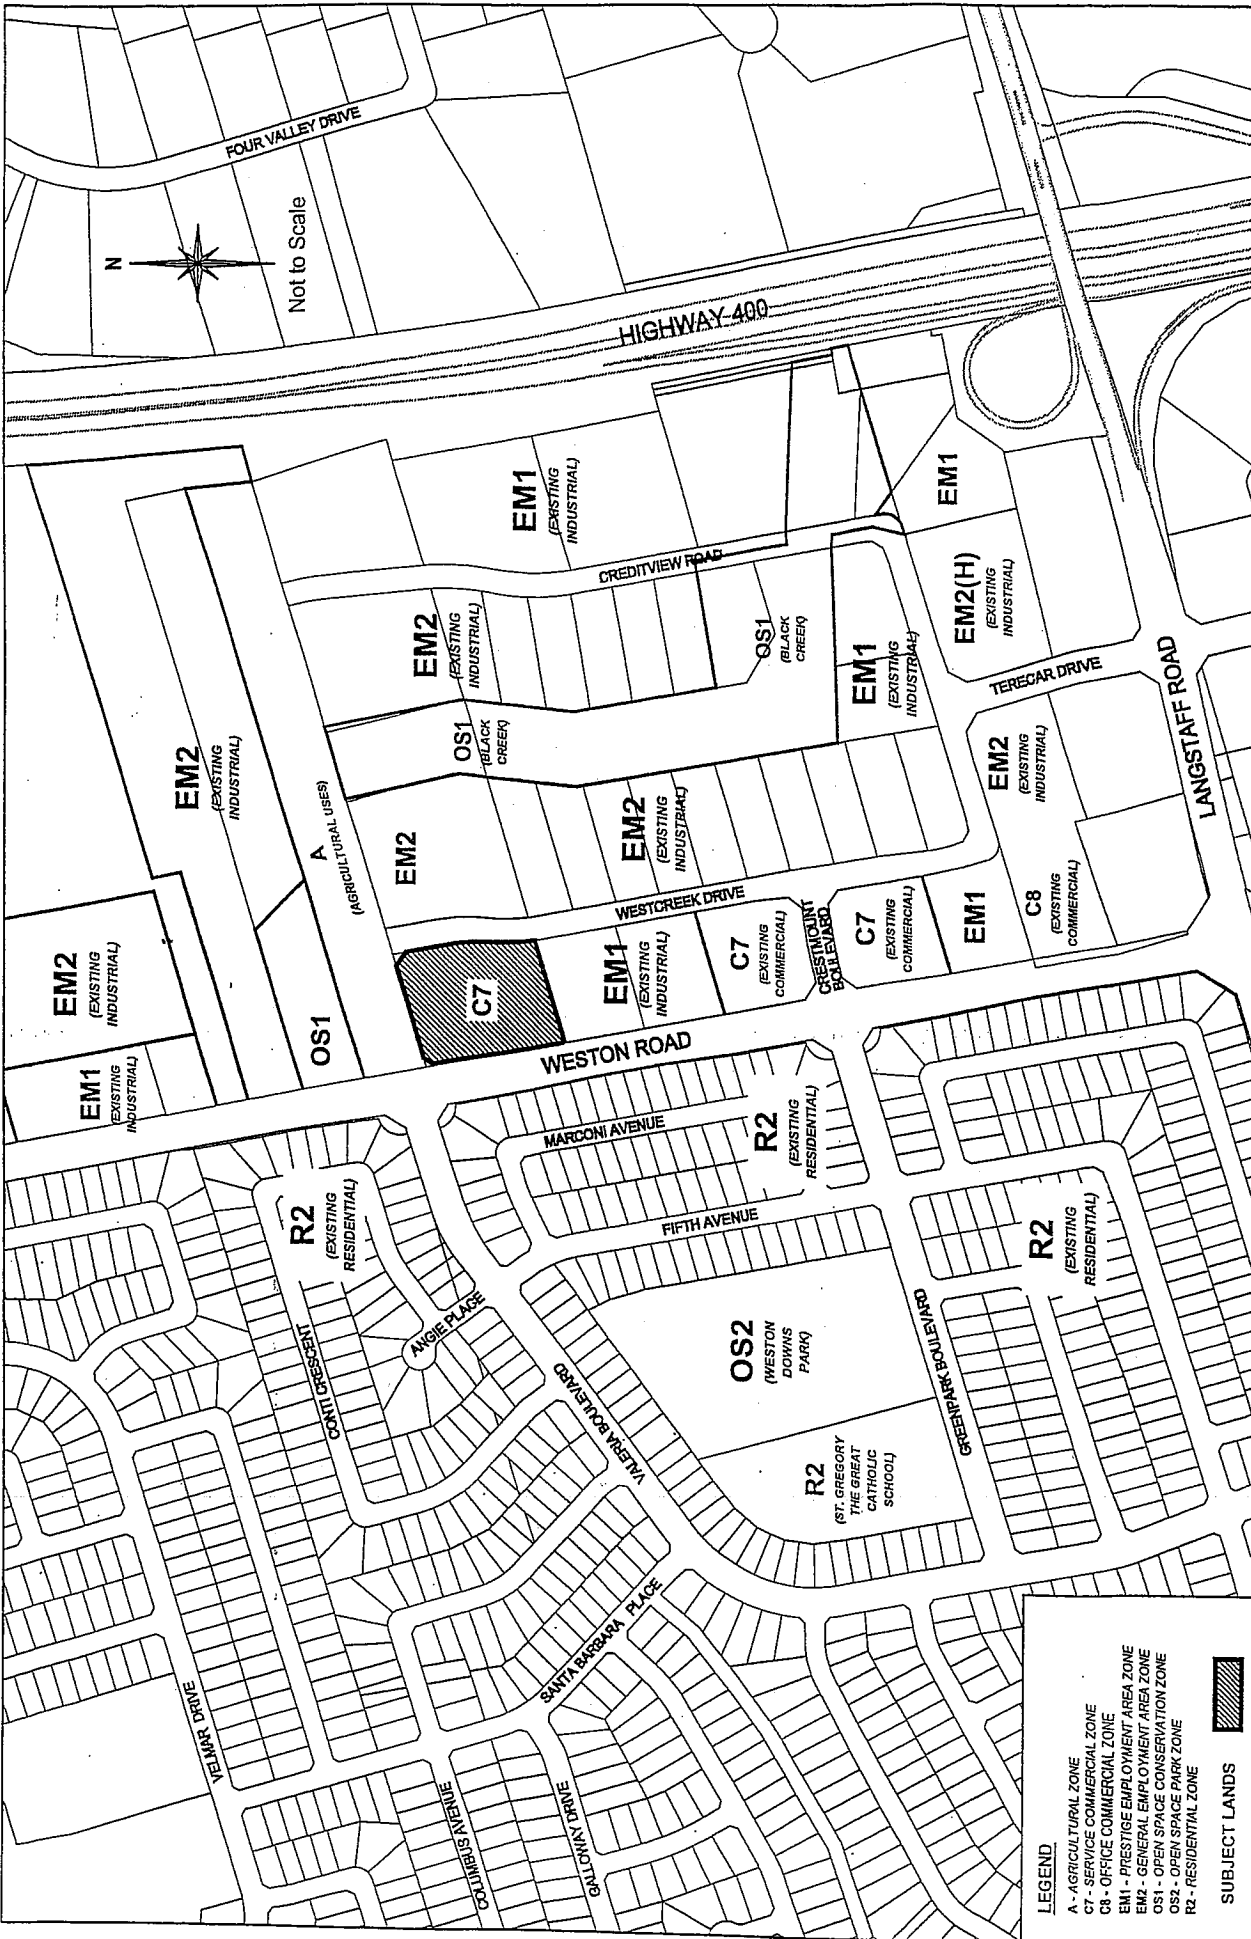 FOUR VALLEY DRIVE
N
Not to Scale
HIGHWAY 400
EM1
(EXISTING
INDUSTRIAL)
CREDITVIEW ROAD
EM1
EM2
(EXISTING
INDUSTRIAL)
OS1
(BLACK
CREEK)
EM2(H)
(EXISTING
INDUSTRIAL)
EM1
(EXISTING
INDUSTRIAL)
TERECAR DRIVE
LANGSTAFF ROAD
EM2
(EXISTING
INDUSTRIAL)
OS1
(BLACK
CREEK)
EM2
(EXISTING
INDUSTRIAL)
A
(AGRICULTURAL USES)
EM2
EM2
(EXISTING
INDUSTRIAL)
WESTCREEK DRIVE
CRESTMOUNT
BOULEVARD
C7
(EXISTING
COMMERCIAL)
C8
(EXISTING
COMMERCIAL)
EM1
EM2
(EXISTING
INDUSTRIAL)
OS1
C7
EM1
(EXISTING
INDUSTRIAL)
C7
(EXISTING
COMMERCIAL)
WESTON ROAD
EM1
(EXISTING
INDUSTRIAL)
MARCONI AVENUE
R2
(EXISTING
RESIDENTIAL)
R2
(EXISTING
RESIDENTIAL)
FIFTH AVENUE
R2
(EXISTING
RESIDENTIAL)
ANGIE PLACE
CONTI CRESCENT
VALERIA BOULEVARD
OS2
(WESTON
DOWNS
PARK)
GREENPARK BOULEVARD
R2
(ST. GREGORY
THE GREAT
CATHOLIC
SCHOOL)
SANTA BARBARA PLACE
VELMAR DRIVE
COLUMBUS AVENUE
GALLOWAY DRIVE
LEGEND
A - AGRICULTURAL ZONE
C7 - SERVICE COMMERCIAL ZONE
C8 - OFFICE COMMERCIAL ZONE
EM1 - PRESTIGE EMPLOYMENT AREA ZONE
EM2 - GENERAL EMPLOYMENT AREA ZONE
OS1 - OPEN SPACE CONSERVATION ZONE
OS2 - OPEN SPACE PARK ZONE
R2 - RESIDENTIAL ZONE
SUBJECT LANDS